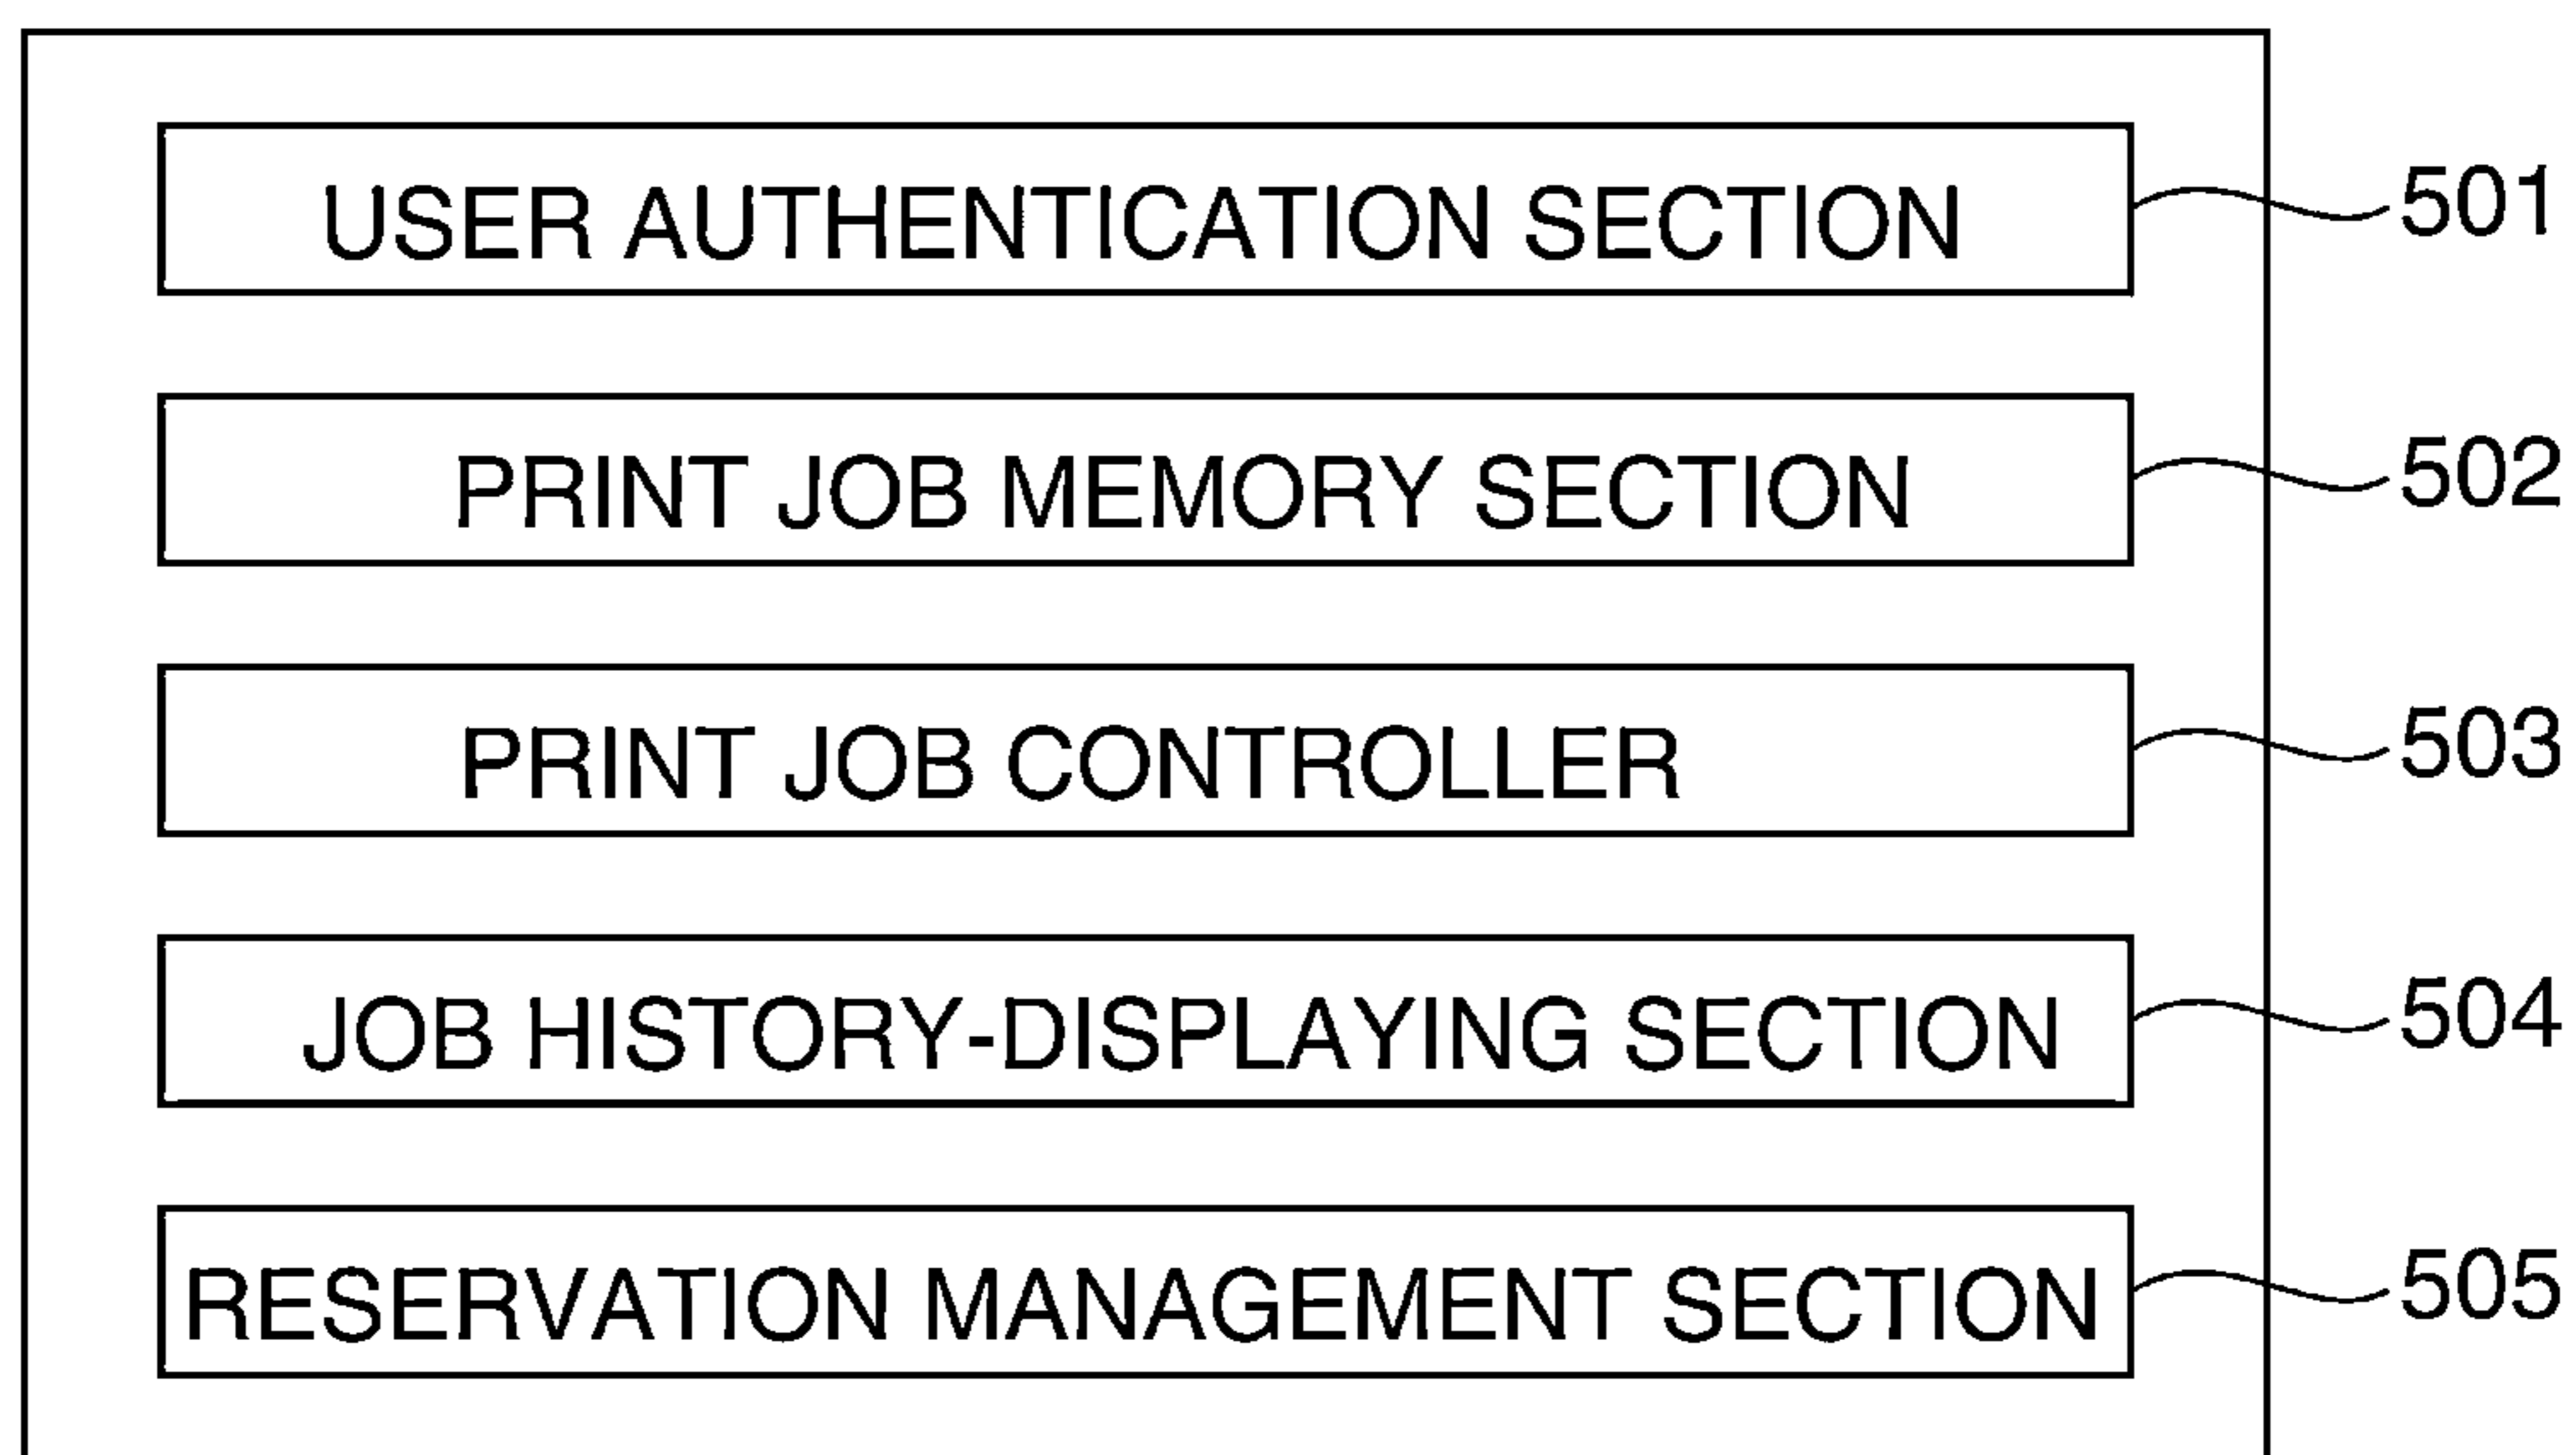 USER AUTHENTICATION SECTION 501
PRINT JOB MEMORY SECTION 502
PRINT JOB CONTROLLER 503
JOB HISTORY-DISPLAYING SECTION 504
RESERVATION MANAGEMENT SECTION 505